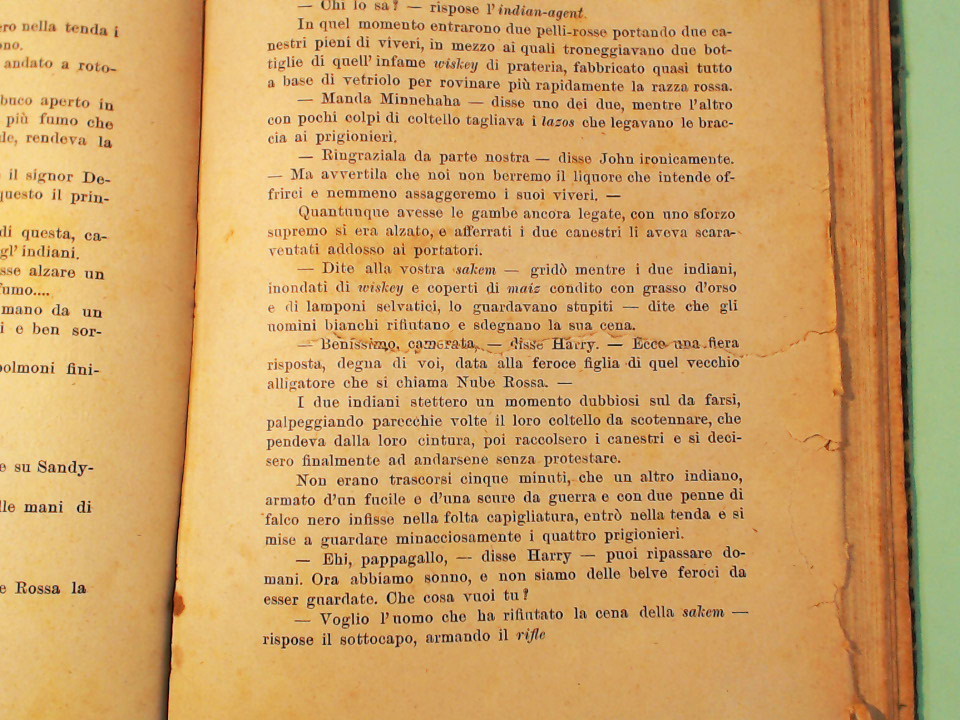 ro nella tenda i
no.
andato a roto-
buco aperto in
più fumo che
de, rendeva la
il signor De-
questo il prin-
di questa, ca-
gl'indiani.
sse alzare un
fumo....
mano da un
i e ben sor-
polmoni fini-
e su Sandy-
lle mani di
e Rossa la
— Chi lo sa? — rispose l'indian-agent.
In quel momento entrarono due pelli-rosse portando due ca-
nestri pieni di viveri, in mezzo ai quali troneggiavano due bot-
tiglie di quell'infame wiskey di prateria, fabbricato quasi tutto
a base di vetriolo per rovinare più rapidamente la razza rossa.
— Manda Minnehaha — disse uno dei due, mentre l'altro
con pochi colpi di coltello tagliava i lazos che legavano le brac-
cia ai prigionieri.
— Ringraziala da parte nostra — disse John ironicamente.
— Ma avvertila che noi non berremo il liquore che intende of-
frirci e nemmeno assaggeremo i suoi viveri. —
Quantunque avesse le gambe ancora legate, con uno sforzo
supremo si era alzato, e afferrati i due canestri li aveva scara-
ventati addosso ai portatori.
— Dite alla vostra sakem — gridò mentre i due indiani,
inondati di wiskey e coperti di maiz condito con grasso d'orso
e di lamponi selvatici, lo guardavano stupiti — dite che gli
uomini bianchi rifiutano e sdegnano la sua cena.
— Benissimo, camerata, — disse Harry. — Ecco una fiera
risposta, degna di voi, data alla feroce figlia di quel vecchio
alligatore che si chiama Nube Rossa. —
I due indiani stettero un momento dubbiosi sul da farsi,
palpeggiando parecchie volte il loro coltello da scotennare, che
pendeva dalla loro cintura, poi raccolsero i canestri e si deci-
sero finalmente ad andarsene senza protestare.
Non erano trascorsi cinque minuti, che un altro indiano,
armato d'un fucile e d'una scure da guerra e con due penne di
falco nero infisse nella folta capigliatura, entrò nella tenda e si
mise a guardare minacciosamente i quattro prigionieri.
— Ehi, pappagallo, — disse Harry — puoi ripassare do-
mani. Ora abbiamo sonno, e non siamo delle belve feroci da
esser guardate. Che cosa vuoi tu?
— Voglio l'uomo che ha rifiutato la cena della sakem —
rispose il sottocapo, armando il rifle